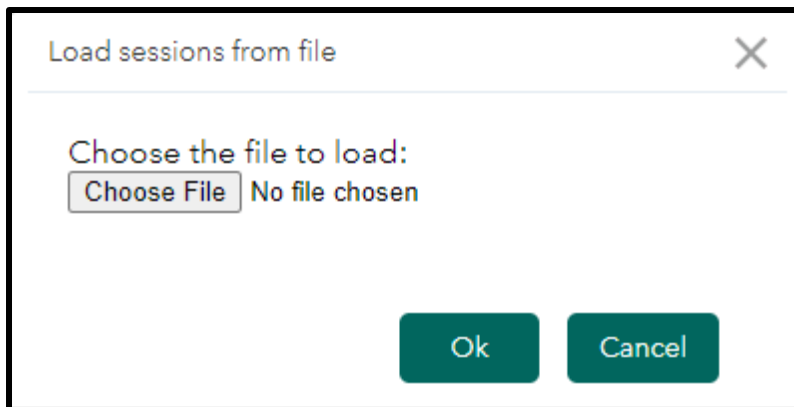 Load sessions from file
Choose the file to load:
Choose File No file chosen
Ok Cancel